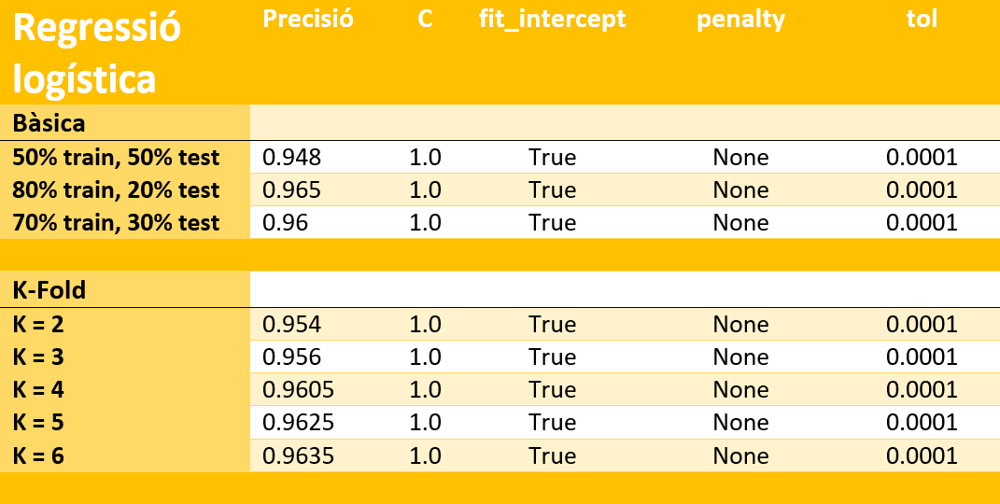 Regressió logística Precisió C fit_intercept penalty tol
Bàsica
50% train, 50% test 0.948 1.0 True None 0.0001
80% train, 20% test 0.965 1.0 True None 0.0001
70% train, 30% test 0.96 1.0 True None 0.0001
K-Fold
K = 2 0.954 1.0 True None 0.0001
K = 3 0.956 1.0 True None 0.0001
K = 4 0.9605 1.0 True None 0.0001
K = 5 0.9625 1.0 True None 0.0001
K = 6 0.9635 1.0 True None 0.0001